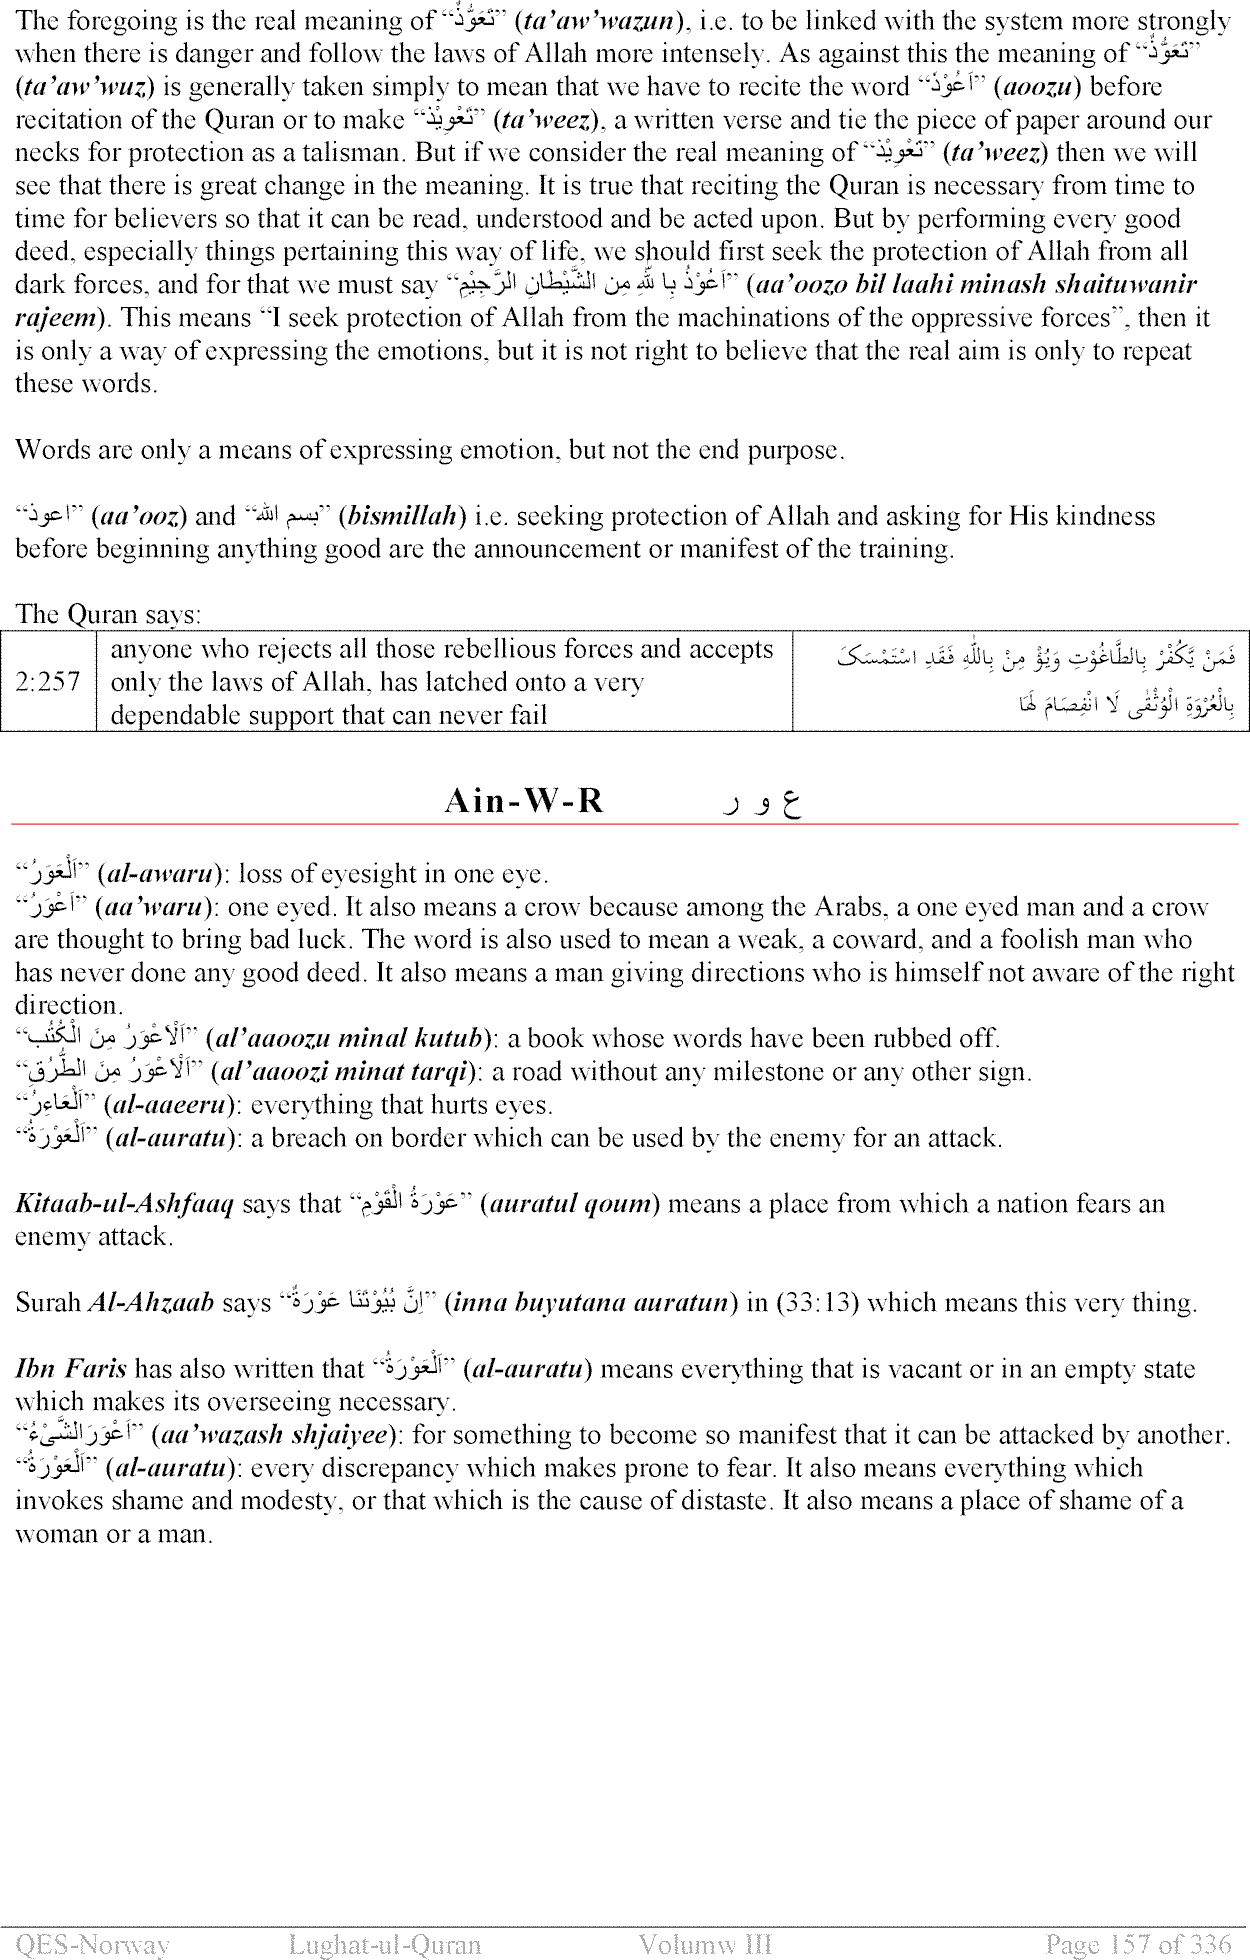 The foregoing is the real meaning of “تَعَوُّذٌ” (ta’aw’wazun), i.e. to be linked with the system more strongly
when there is danger and follow the laws of Allah more intensely. As against this the meaning of “تَعَوُّذٌ”
(ta’aw’wuz) is generally taken simply to mean that we have to recite the word “اَعُوْذُ” (aoozu) before
recitation of the Quran or to make “تَعْوِيْذ” (ta’weez), a written verse and tie the piece of paper around our
necks for protection as a talisman. But if we consider the real meaning of “تَعْوِيْذ” (ta’weez) then we will
see that there is great change in the meaning. It is true that reciting the Quran is necessary from time to
time for believers so that it can be read, understood and be acted upon. But by performing every good
deed, especially things pertaining this way of life, we should first seek the protection of Allah from all
dark forces, and for that we must say “اَعُوْذُ بِا للّٰهِ مِن الشَّيْطَانِ الرَّجِيْمِ” (aa’oozo bil laahi minash shaituwanir
rajeem). This means “I seek protection of Allah from the machinations of the oppressive forces”, then it
is only a way of expressing the emotions, but it is not right to believe that the real aim is only to repeat
these words.
Words are only a means of expressing emotion, but not the end purpose.
“اعوذ” (aa’ooz) and “بسم الله” (bismillah) i.e. seeking protection of Allah and asking for His kindness
before beginning anything good are the announcement or manifest of the training.
The Quran says:
2:257
anyone who rejects all those rebellious forces and accepts
only the laws of Allah, has latched onto a very
dependable support that can never fail
فَمَنْ يَّكْفُرْ بِالطَّاغُوْتِ وَيُؤْ مِنْ بِاللّٰهِ فَقَدِ اسْتَمْسَکَ
بِالْعُرْوَةِ الْوُثْقٰى لَا انْفِصَامَ لَهَا
Ain-W-R ع و ر
“اَلْعَوَرُ” (al-awaru): loss of eyesight in one eye.
“اَعْوَرُ” (aa’waru): one eyed. It also means a crow because among the Arabs, a one eyed man and a crow
are thought to bring bad luck. The word is also used to mean a weak, a coward, and a foolish man who
has never done any good deed. It also means a man giving directions who is himself not aware of the right
direction.
“اَلْاَعْوَرُ مِنَ الْكُتُب” (al’aaoozu minal kutub): a book whose words have been rubbed off.
“اَلْاَعْوَرُ مِنَ الطُّرُقِ” (al’aaoozi minat tarqi): a road without any milestone or any other sign.
“اَلْعَاءِرُ” (al-aaeeru): everything that hurts eyes.
“اَلْعَوْرَةُ” (al-auratu): a breach on border which can be used by the enemy for an attack.
Kitaab-ul-Ashfaaq says that “عَوْرَةُ الْقَوْمِ” (auratul qoum) means a place from which a nation fears an
enemy attack.
Surah Al-Ahzaab says “اِنَّ بُيُوْتَنَا عَوْرَةٌ” (inna buyutana auratun) in (33:13) which means this very thing.
Ibn Faris has also written that “اَلْعَوْرَةُ” (al-auratu) means everything that is vacant or in an empty state
which makes its overseeing necessary.
“اَعْوَرَالشَّىْءُ” (aa’wazash shjaiyee): for something to become so manifest that it can be attacked by another.
“اَلْعَوْرَةُ” (al-auratu): every discrepancy which makes prone to fear. It also means everything which
invokes shame and modesty, or that which is the cause of distaste. It also means a place of shame of a
woman or a man.
QES-Norway Lughat-ul-Quran Volumw III Page 157 of 336